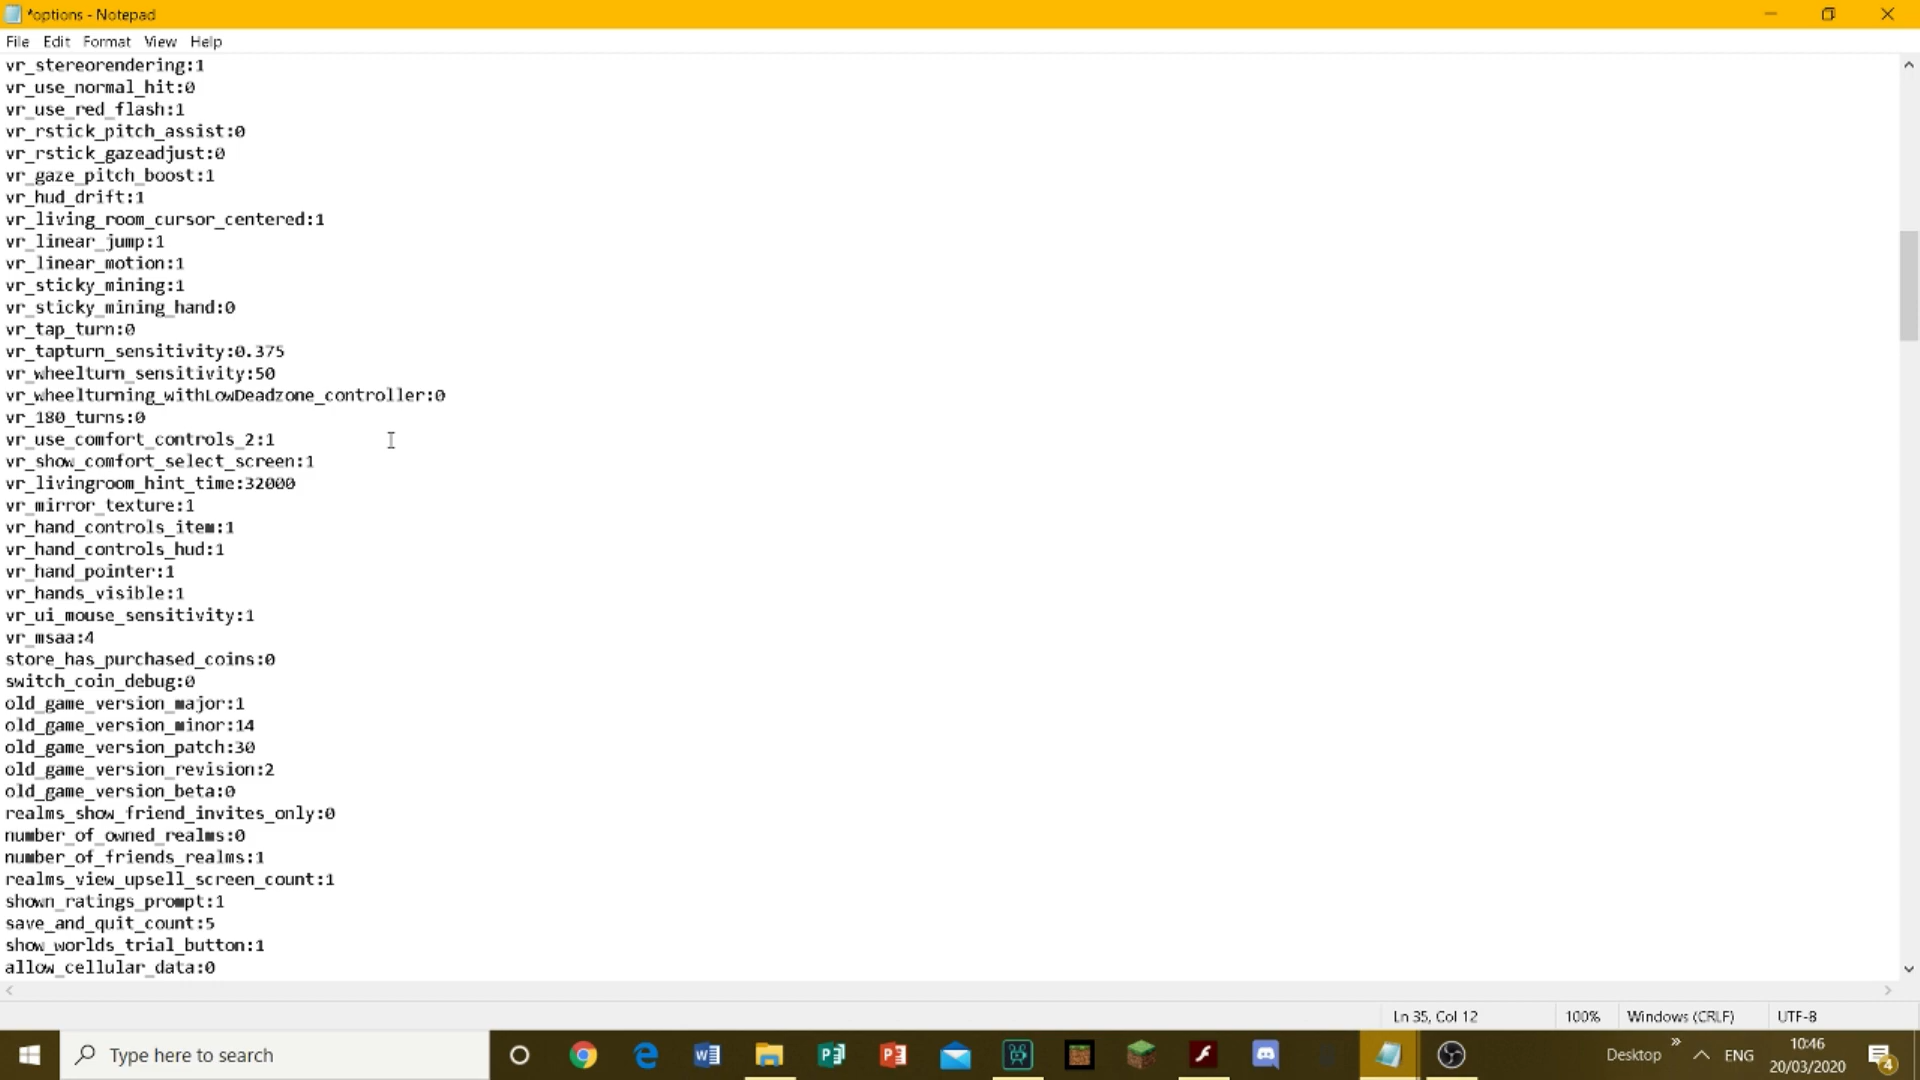 *options - Notepad
File Edit Format View Help
vr_stereorendering:1
vr_use_normal_hit:0
vr_use_red_flash:1
vr_rstick_pitch_assist:0
vr_rstick_gazeadjust:0
vr_gaze_pitch_boost:1
vr_hud_drift:1
vr_living_room_cursor_centered:1
vr_linear_jump:1
vr_linear_motion:1
vr_sticky_mining:1
vr_sticky_mining_hand:0
vr_tap_turn:0
vr_tapturn_sensitivity:0.375
vr_wheelturn_sensitivity:50
vr_wheelturning_withLowDeadzone_controller:0
vr_180_turns:0
vr_use_comfort_controls_2:1
vr_show_comfort_select_screen:1
vr_livingroom_hint_time:32000
vr_mirror_texture:1
vr_hand_controls_item:1
vr_hand_controls_hud:1
vr_hand_pointer:1
vr_hands_visible:1
vr_ui_mouse_sensitivity:1
vr_msaa:4
store_has_purchased_coins:0
switch_coin_debug:0
old_game_version_major:1
old_game_version_minor:14
old_game_version_patch:30
old_game_version_revision:2
old_game_version_beta:0
realms_show_friend_invites_only:0
number_of_owned_realms:0
number_of_friends_realms:1
realms_view_upsell_screen_count:1
shown_ratings_prompt:1
save_and_quit_count:5
show_worlds_trial_button:1
allow_cellular_data:0
Ln 35, Col 12 100% Windows (CRLF) UTF-8
Type here to search Desktop » ENG 10:46
20/03/2020 4